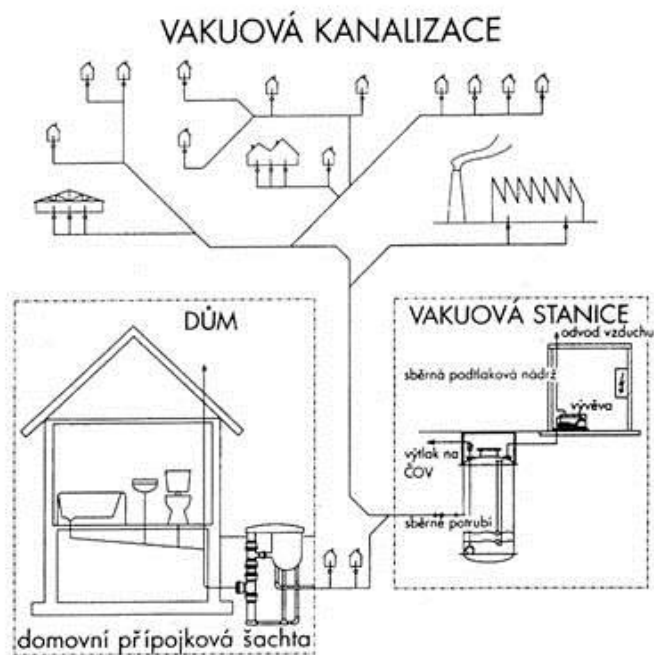 VAKUOVÁ KANALIZACE
DŮM
domovní přípojková šachta
VAKUOVÁ STANICE
odvod vzduchu
sběrná podtlaková nádrž
vývěva
výtlak na
ČOV
sběrné potrubí